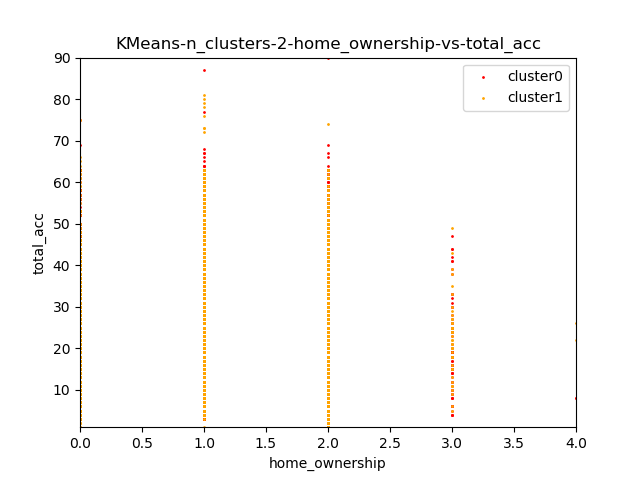 KMeans-n_clusters-2-home_ownership-vs-total_acc
cluster0
cluster1
90
80
70
60
50
40
30
20
10
total_acc
0.0 0.5 1.0 1.5 2.0 2.5 3.0 3.5 4.0
home_ownership